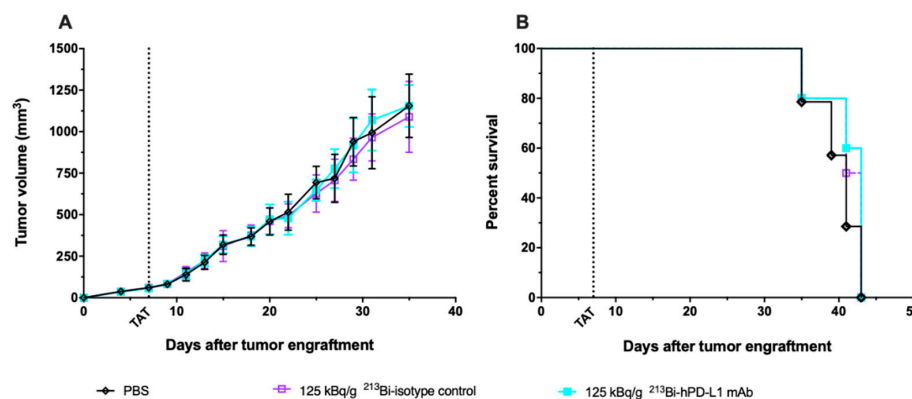 A
B
1500
1250
1000
750
500
250
0
Tumor volume (mm³)
0
TAT
10
20
30
40
Days after tumor engraftment
100
80
60
40
20
0
Percent survival
0
TAT
10
20
30
40
50
Days after tumor engraftment
PBS
125 kBq/g ²¹³Bi-isotype control
125 kBq/g ²¹³Bi-hPD-L1 mAb